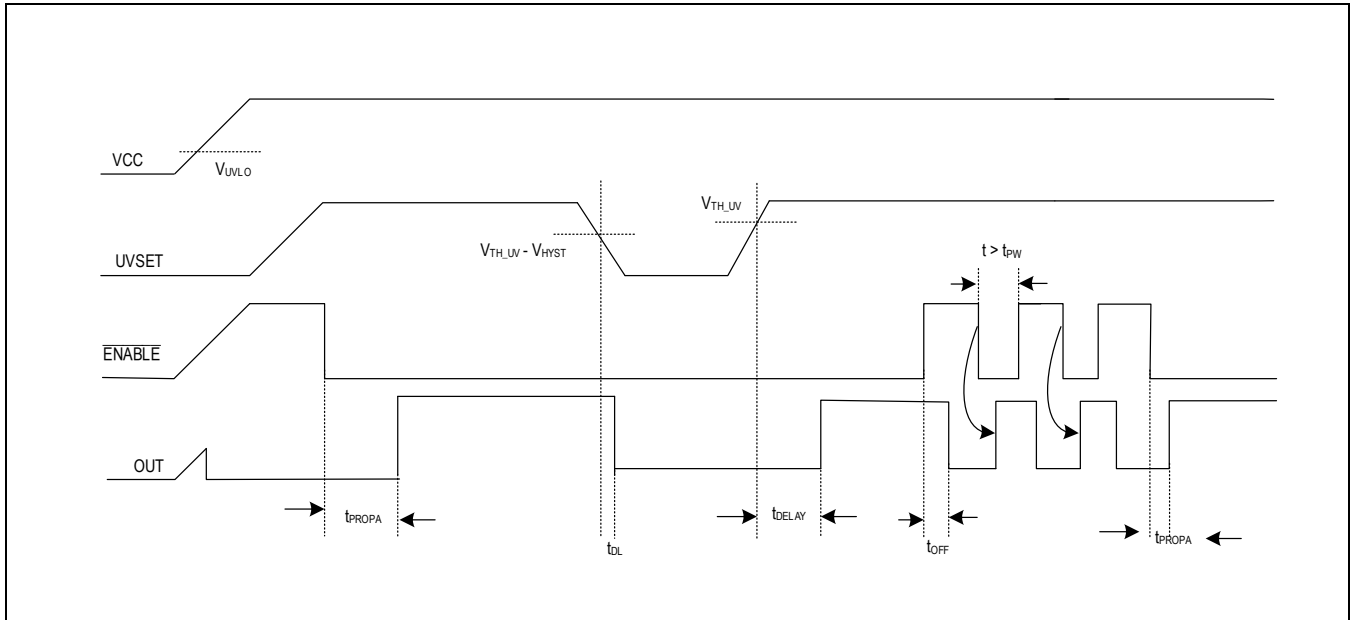 VCC
VUVLO
UVSET
VTH_UV - VHYST
VTH_UV
t > tPW
ENABLE
OUT
tPROPA
tDL
tDELAY
tOFF
tPROPA